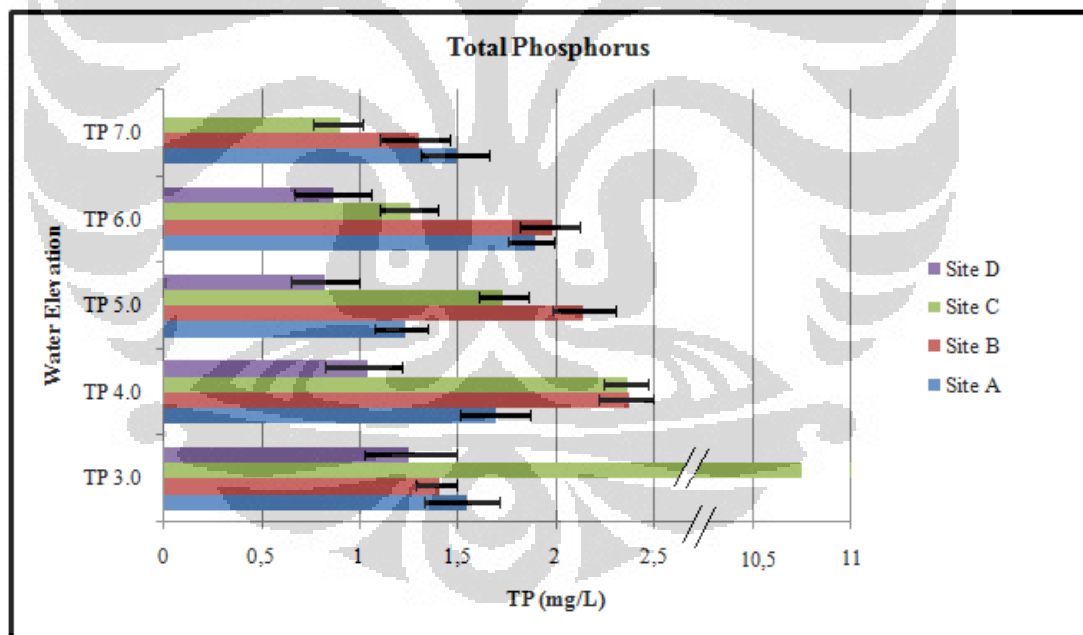 Total Phosphorus
Water Elevation
TP 7.0
TP 6.0
TP 5.0
TP 4.0
TP 3.0
0 0,5 1 1,5 2 2,5 10,5 11
TP (mg/L)
Site D
Site C
Site B
Site A